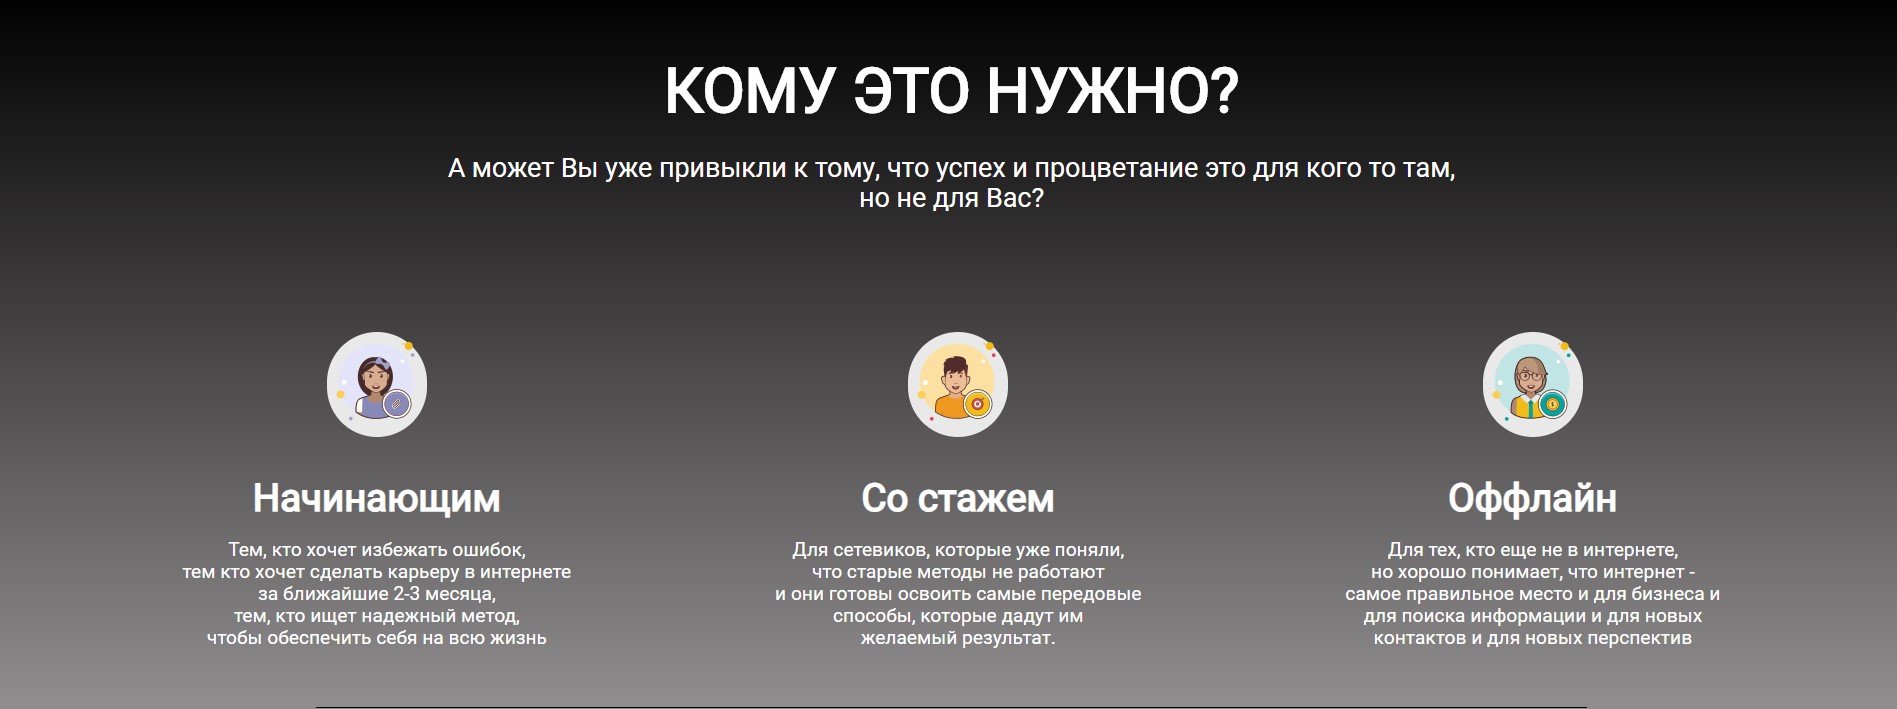 КОМУ ЭТО НУЖНО?
А может Вы уже привыкли к тому, что успех и процветание это для кого то там,
но не для Вас?
Начинающим
Тем, кто хочет избежать ошибок,
тем кто хочет сделать карьеру в интернете
за ближайшие 2-3 месяца,
тем, кто ищет надежный метод,
чтобы обеспечить себя на всю жизнь
Со стажем
Для сетевиков, которые уже поняли,
что старые методы не работают
и они готовы освоить самые передовые
способы, которые дадут им
желаемый результат.
Оффлайн
Для тех, кто еще не в интернете,
но хорошо понимает, что интернет -
самое правильное место и для бизнеса и
для поиска информации и для новых
контактов и для новых перспектив